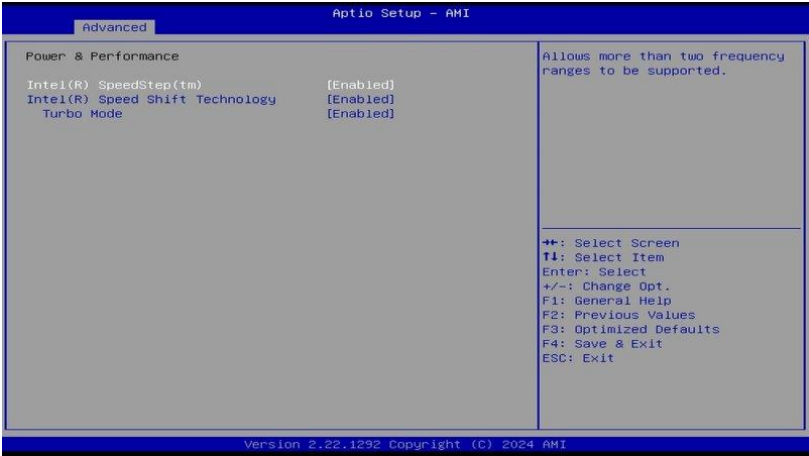 Aptio Setup - AMI
Advanced
Power & Performance
Intel(R) SpeedStep(tm) [Enabled]
Intel(R) Speed Shift Technology [Enabled]
Turbo Mode [Enabled]
Allows more than two frequency
ranges to be supported.
→←: Select Screen
↑↓: Select Item
Enter: Select
+/-: Change Opt.
F1: General Help
F2: Previous Values
F3: Optimized Defaults
F4: Save & Exit
ESC: Exit
Version 2.22.1292 Copyright (C) 2024 AMI